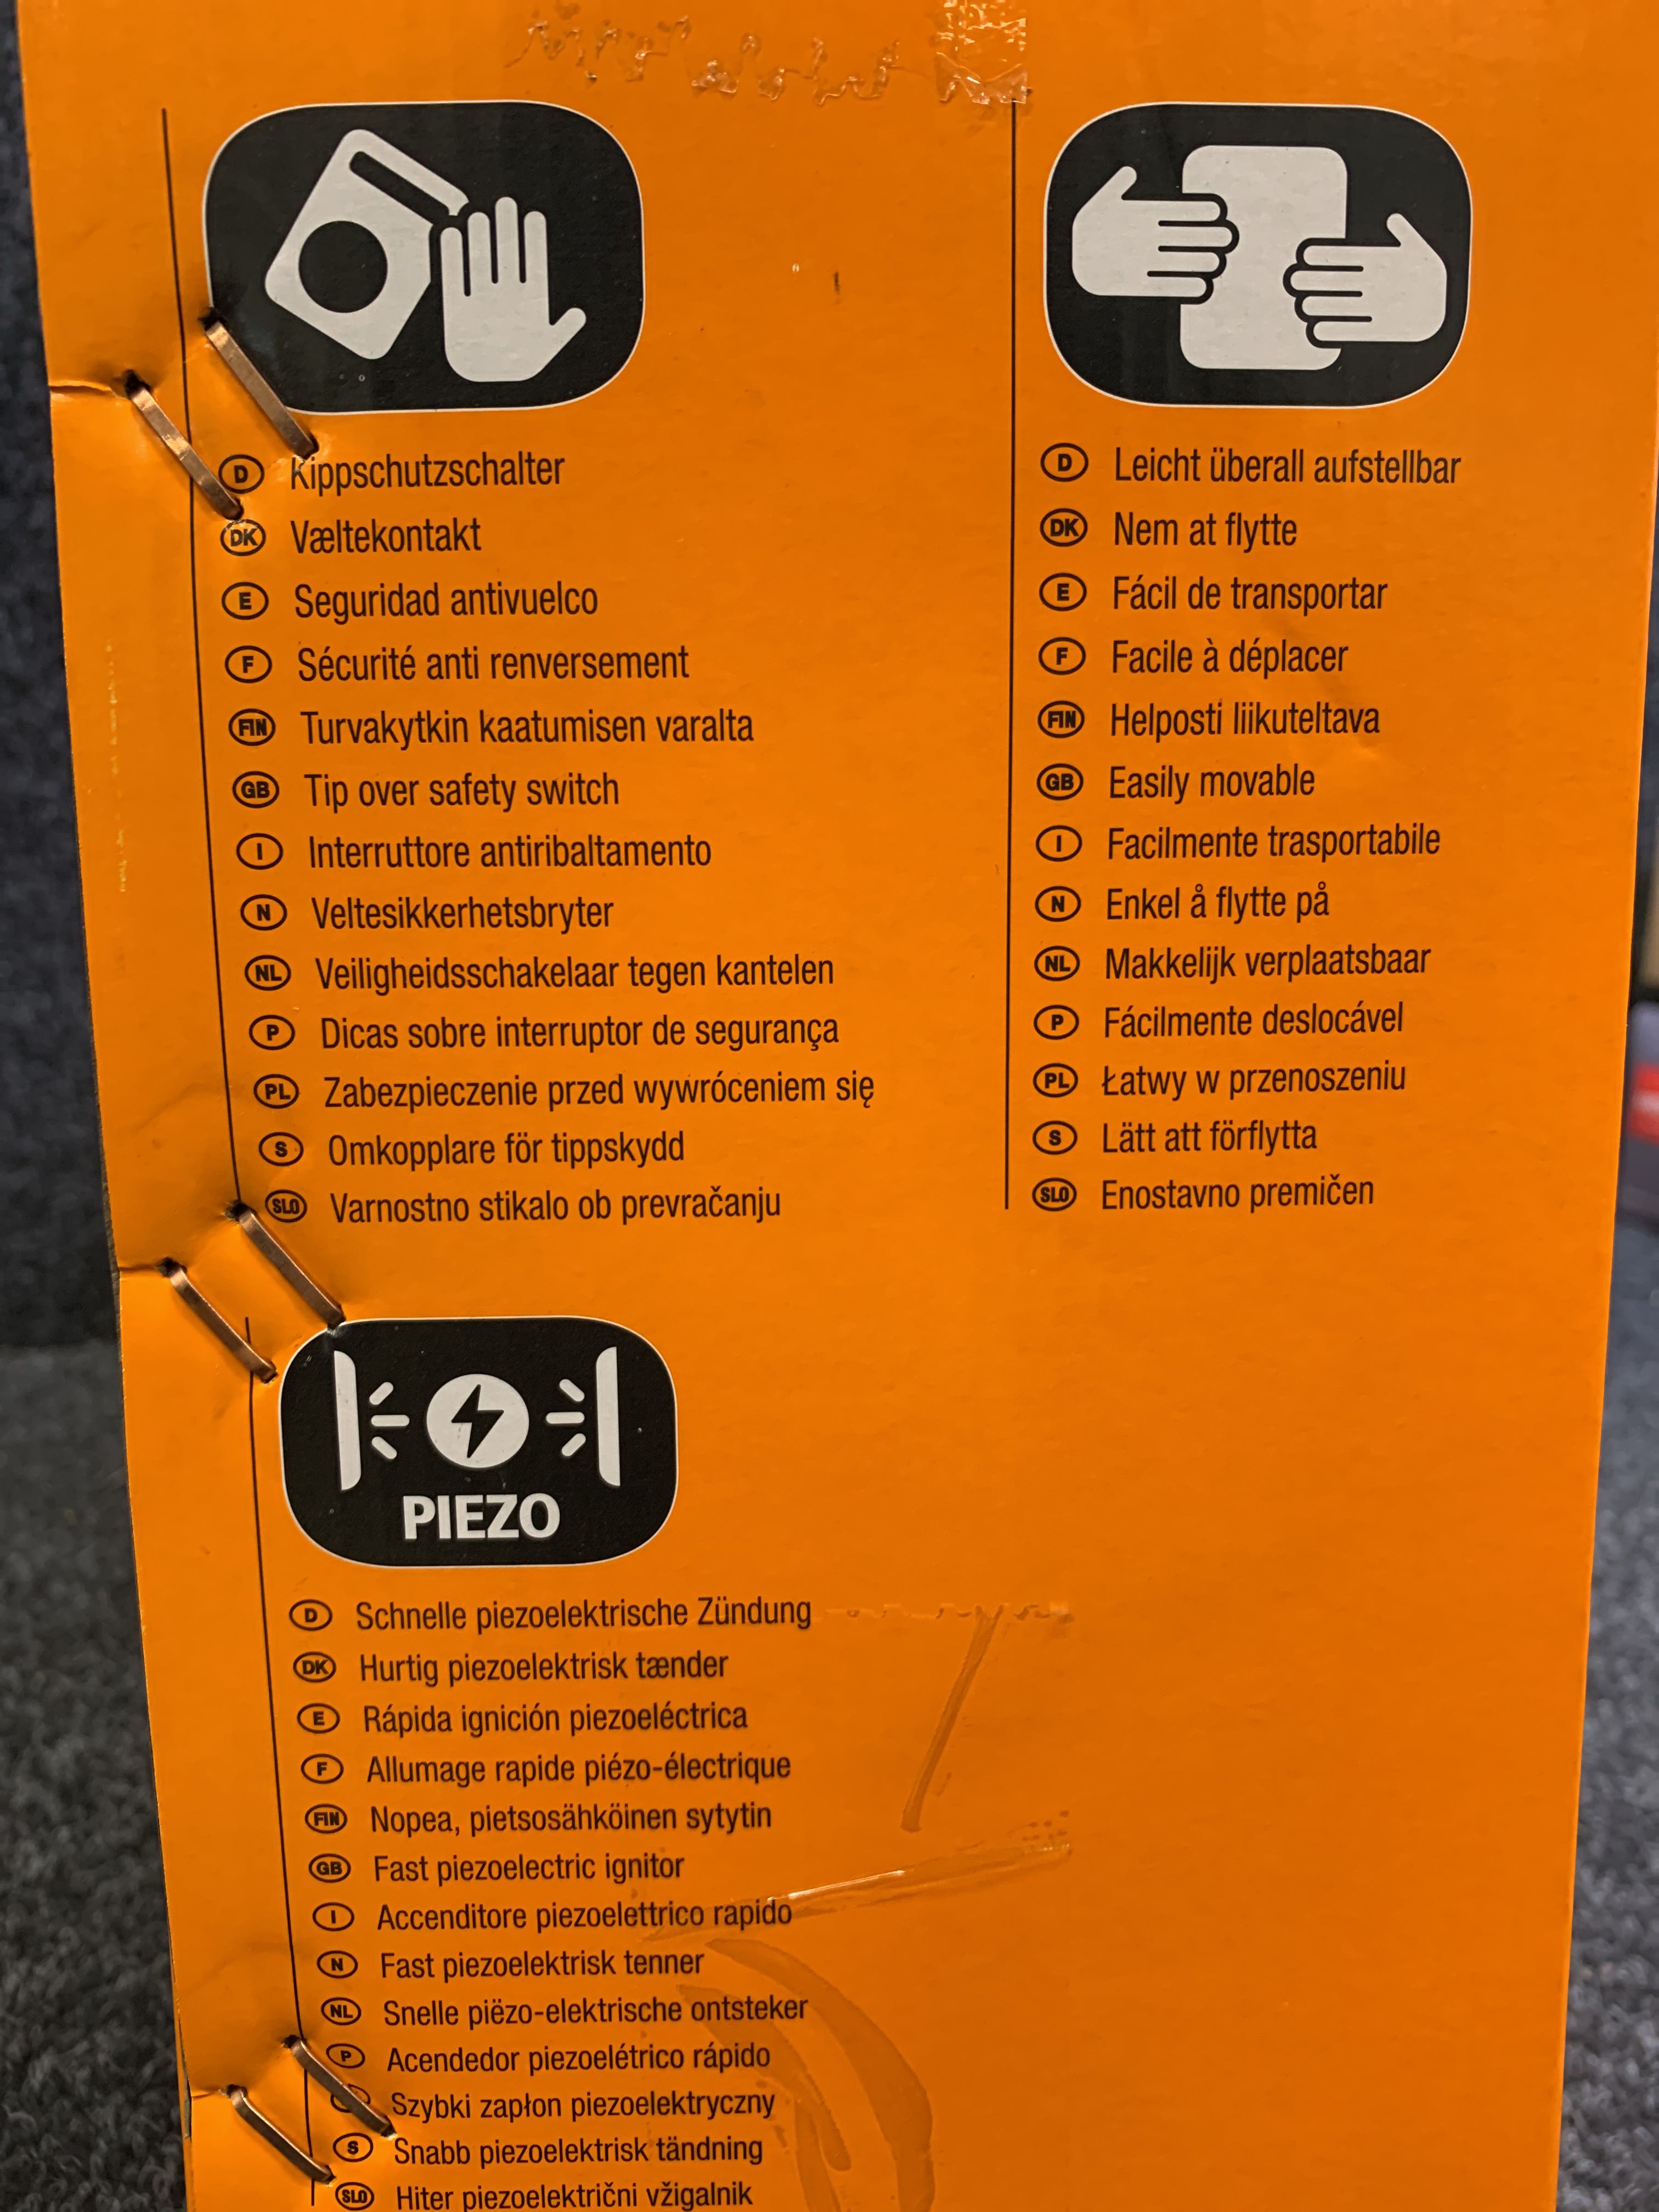 D Kippschutzschalter
DK Væltekontakt
E Seguridad antivuelco
F Sécurité anti renversement
FIN Turvakytkin kaatumisen varalta
GB Tip over safety switch
I Interruttore antiribaltamento
N Veltesikkerhetsbryter
NL Veiligheidsschakelaar tegen kantelen
P Dicas sobre interruptor de segurança
PL Zabezpieczenie przed wywróceniem się
S Omkopplare för tippskydd
SLO Varnostno stikalo ob prevračanju
D Leicht überall aufstellbar
DK Nem at flytte
E Fácil de transportar
F Facile à déplacer
FIN Helposti liikuteltava
GB Easily movable
I Facilmente trasportabile
N Enkel å flytte på
NL Makkelijk verplaatsbaar
P Fácilmente deslocável
PL Łatwy w przenoszeniu
S Lätt att förflytta
SLO Enostavno premičen
PIEZO
D Schnelle piezoelektrische Zündung
DK Hurtig piezoelektrisk tænder
E Rápida ignición piezoeléctrica
F Allumage rapide piézo-électrique
FIN Nopea, pietsosähköinen sytytin
GB Fast piezoelectric ignitor
I Accenditore piezoelettrico rapido
N Fast piezoelektrisk tenner
NL Snelle piëzo-elektrische ontsteker
P Acendedor piezoelétrico rápido
Szybki zapłon piezoelektryczny
S Snabb piezoelektrisk tändning
SLO Hiter piezoelektrični vžigalnik